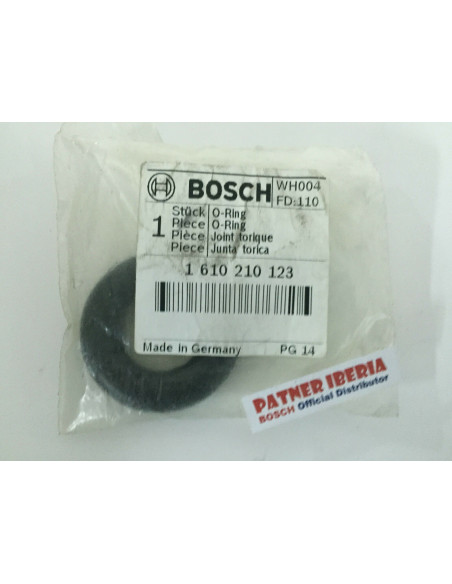 BOSCH
WH004
FD:110
1
Stück O-Ring
Piece O-Ring
Pièce Joint torique
Piece Junta torica
1 610 210 123
Made in Germany
PG 14
PATNER IBERIA
BOSCH Official Distributor